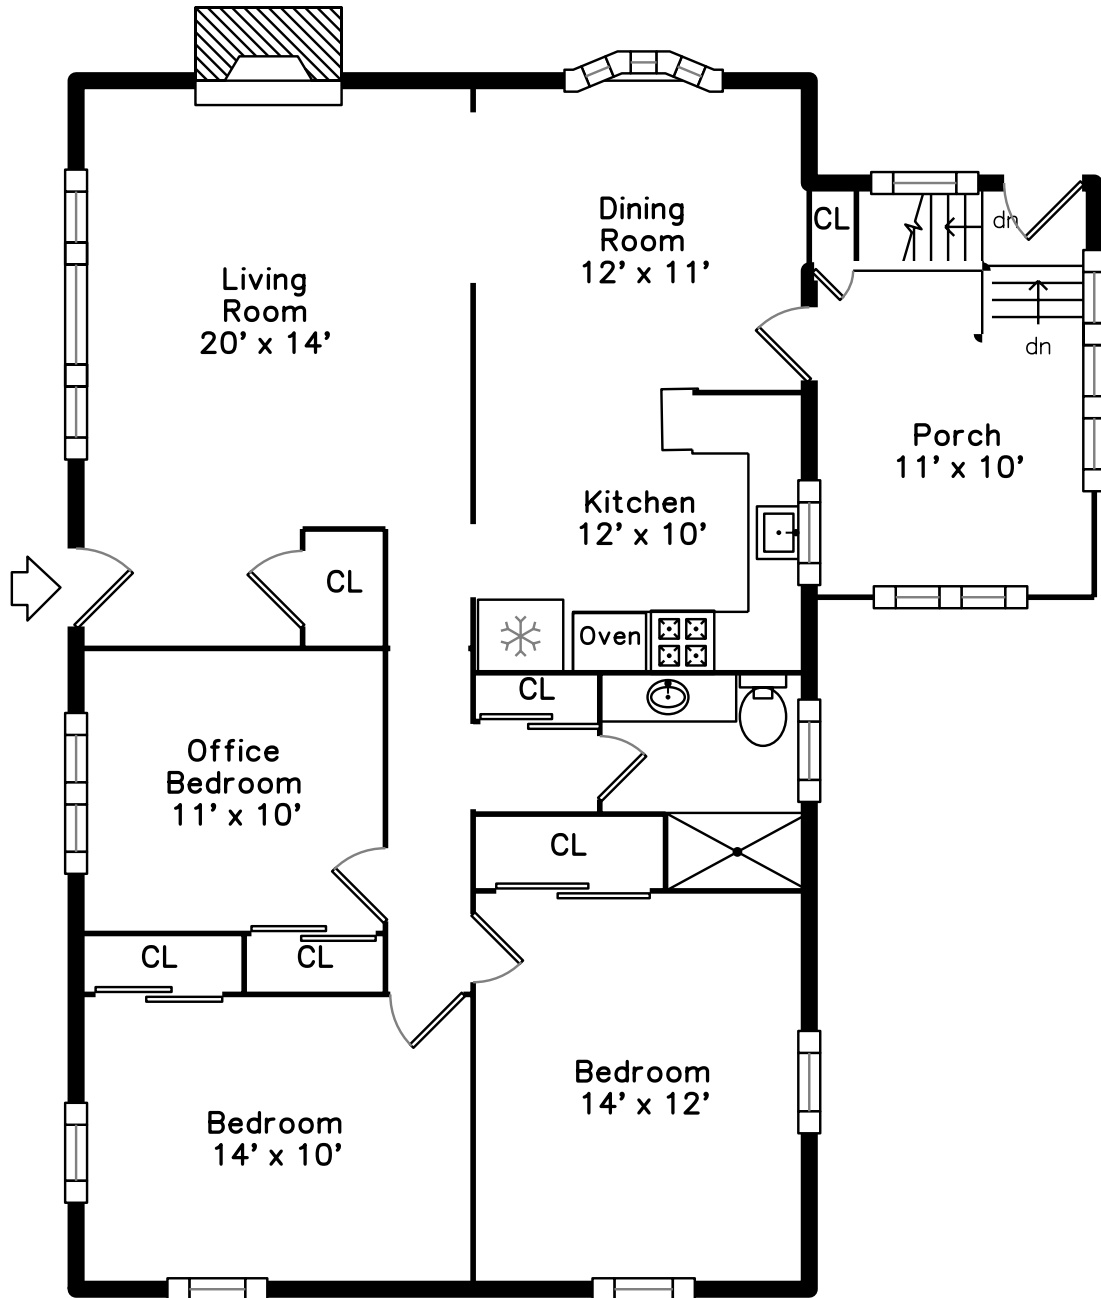 CL
dn
Dining
Room
12' x 11'
Living
Room
20' x 14'
dn
Porch
11' x 10'
Kitchen
12' x 10'
CL
Oven
CL
Office
Bedroom
11' x 10'
CL
CL
CL
Bedroom
14' x 12'
Bedroom
14' x 10'